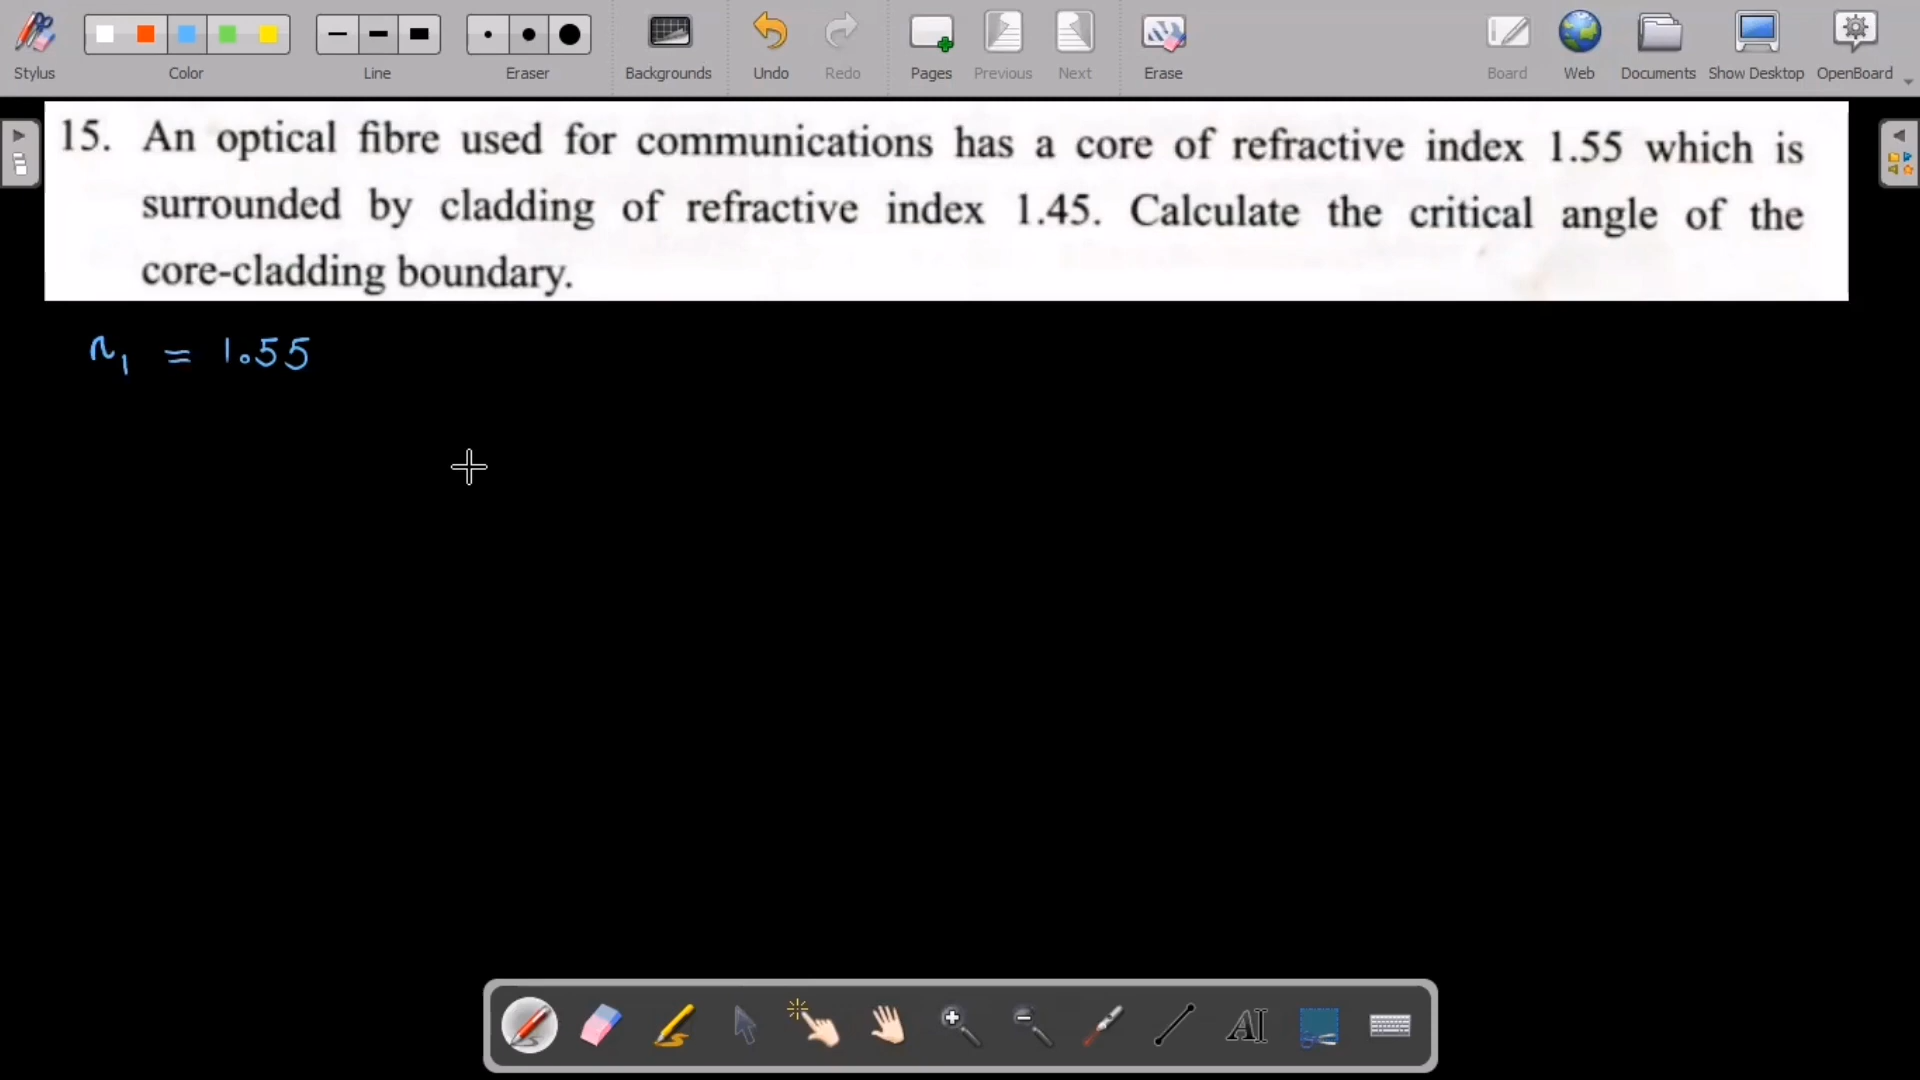 Stylus Color Line Eraser Backgrounds Undo Redo Pages Previous Next Erase Board Web Documents Show Desktop OpenBoard
15. An optical fibre used for communications has a core of refractive index 1.55 which is
surrounded by cladding of refractive index 1.45. Calculate the critical angle of the
core-cladding boundary.
n₁ = 1.55
AI